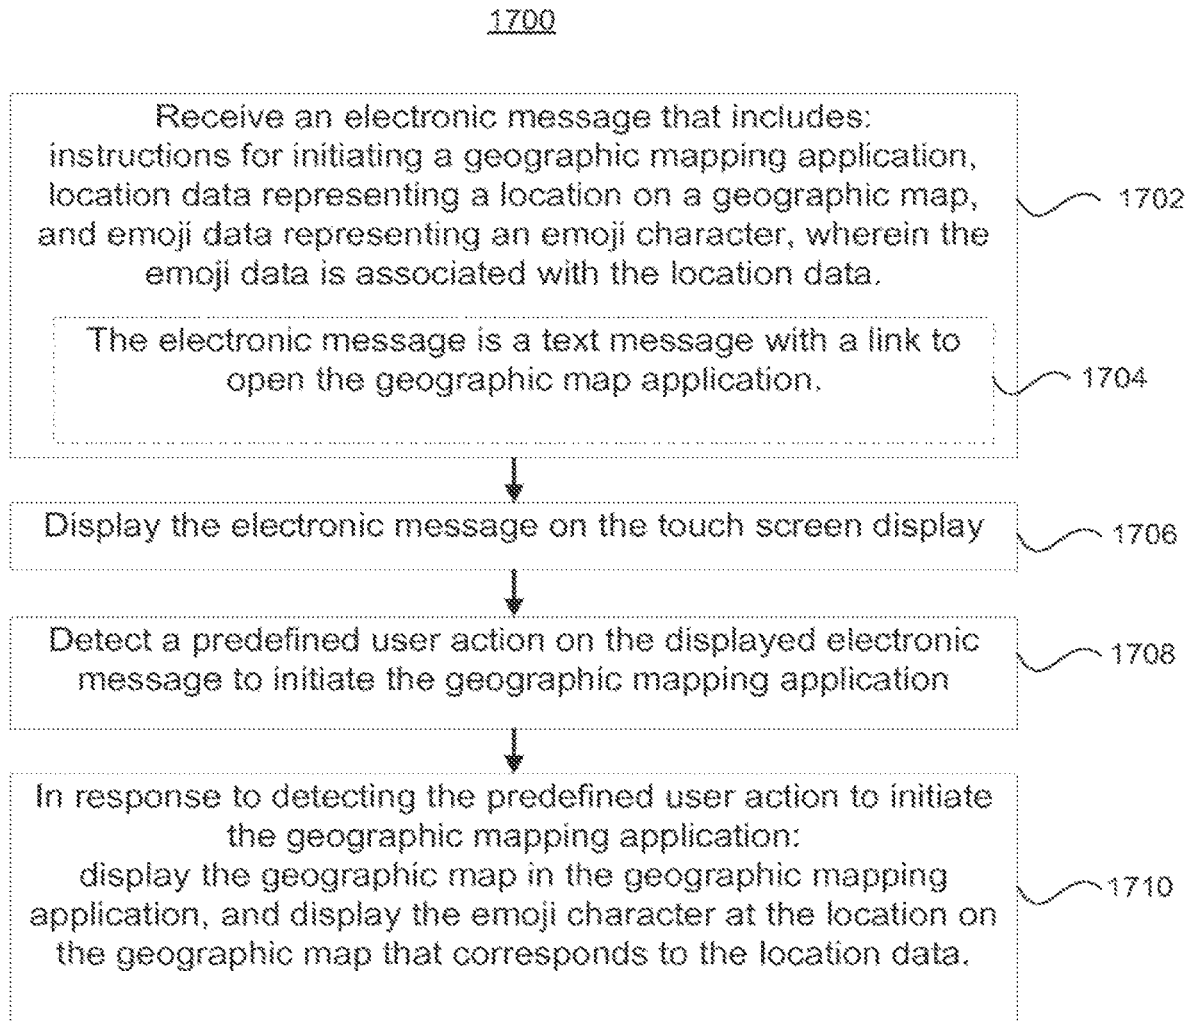 1700
Receive an electronic message that includes:
instructions for initiating a geographic mapping application,
location data representing a location on a geographic map,
and emoji data representing an emoji character, wherein the
emoji data is associated with the location data.
1702
The electronic message is a text message with a link to
open the geographic map application.
1704
Display the electronic message on the touch screen display
1706
Detect a predefined user action on the displayed electronic
message to initiate the geographic mapping application
1708
In response to detecting the predefined user action to initiate
the geographic mapping application:
display the geographic map in the geographic mapping
application, and display the emoji character at the location on
the geographic map that corresponds to the location data.
1710